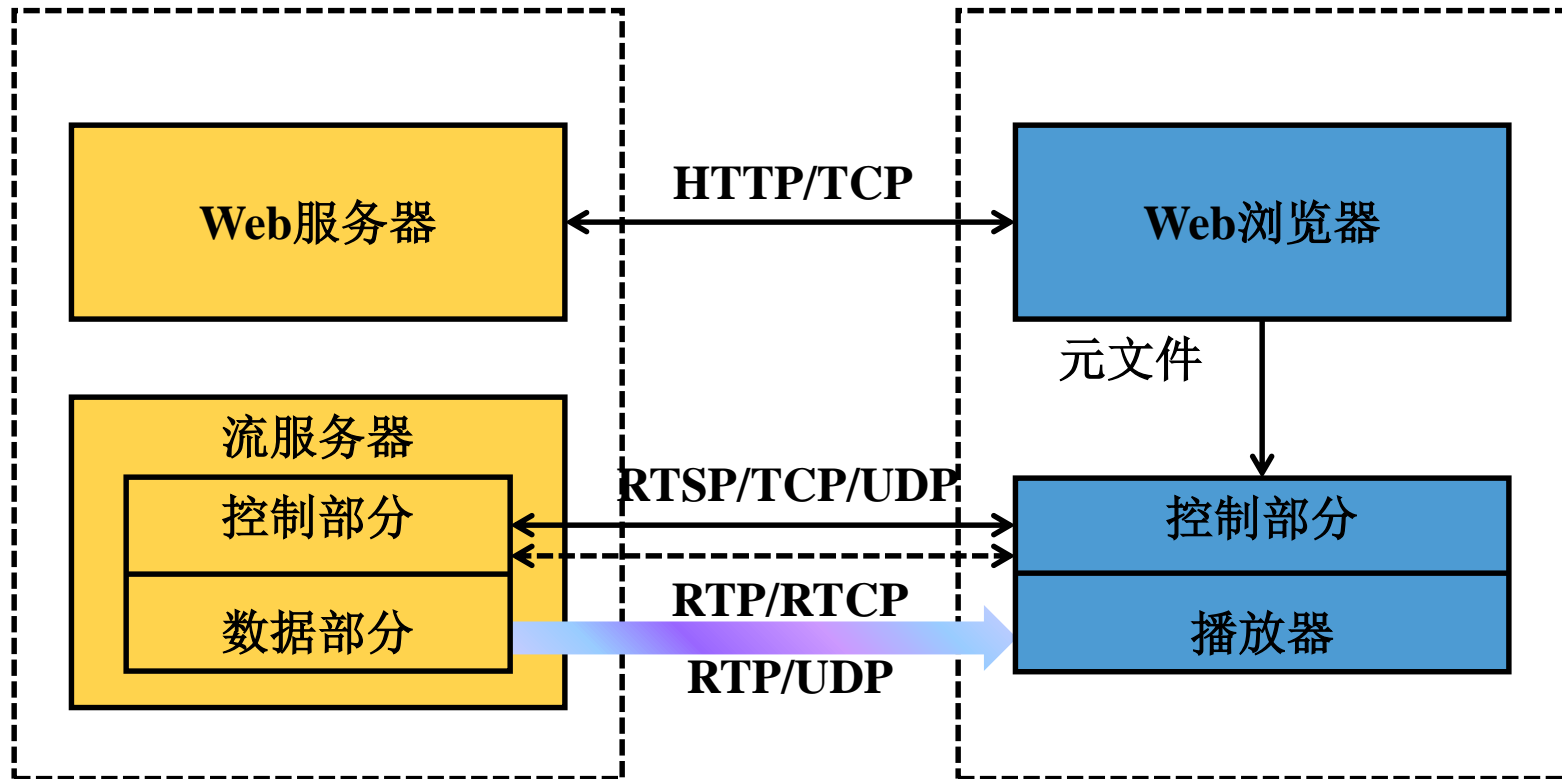 HTTP/TCP
Web服务器
Web浏览器
元文件
流服务器
RTSP/TCP/UDP
控制部分
控制部分
RTP/RTCP
数据部分
播放器
RTP/UDP